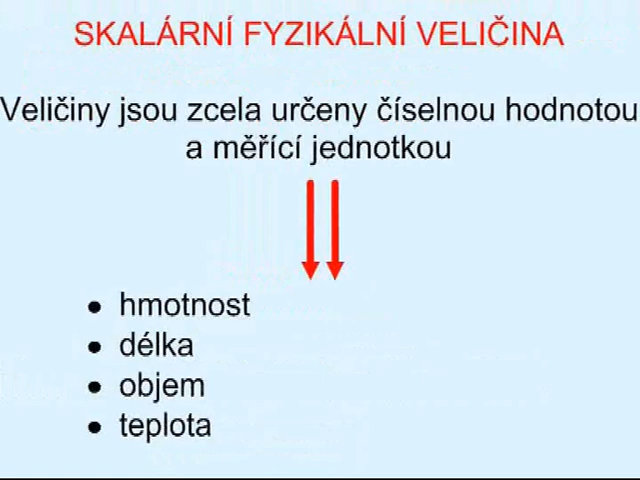 SKALÁRNÍ FYZIKÁLNÍ VELIČINA
Veličiny jsou zcela určeny číselnou hodnotou
a měřící jednotkou
• hmotnost
• délka
• objem
• teplota